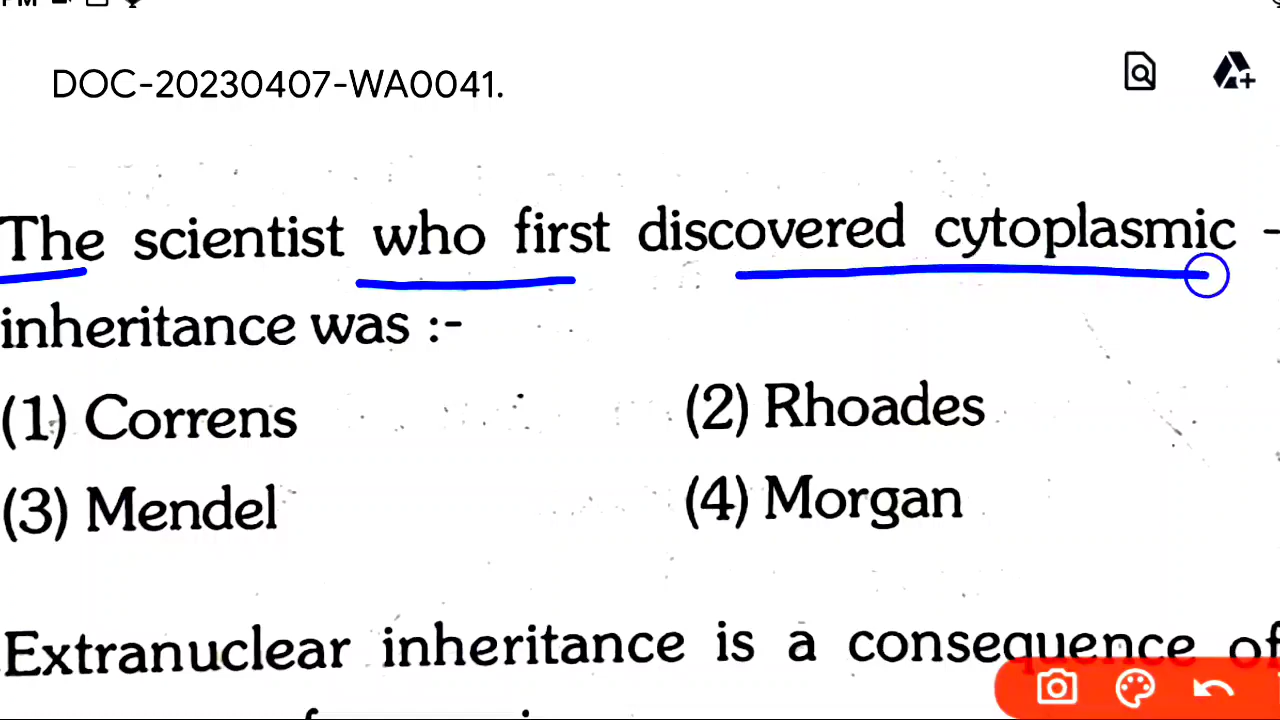 PM
DOC-20230407-WA0041.
The scientist who first discovered cytoplasmic -
inheritance was :-
(1) Correns (2) Rhoades
(3) Mendel (4) Morgan
Extranuclear inheritance is a consequence of